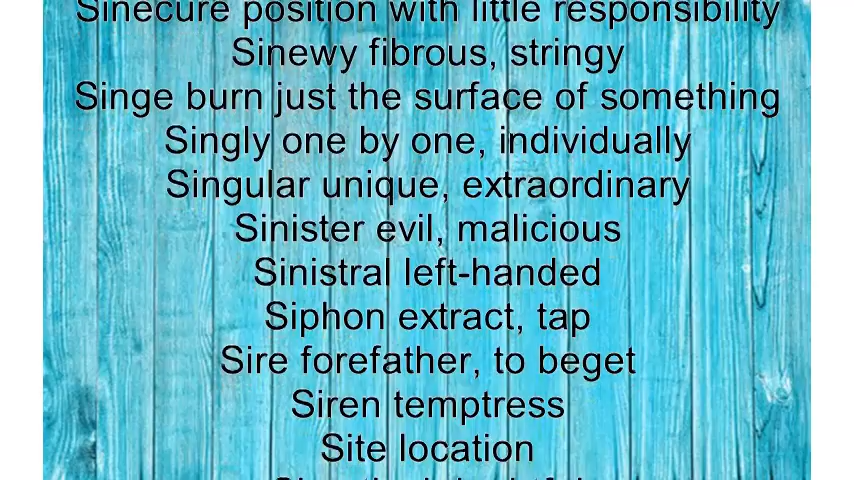 Sinecure position with little responsibility
Sinewy fibrous, stringy
Singe burn just the surface of something
Singly one by one, individually
Singular unique, extraordinary
Sinister evil, malicious
Sinistral left-handed
Siphon extract, tap
Sire forefather, to beget
Siren temptress
Site location